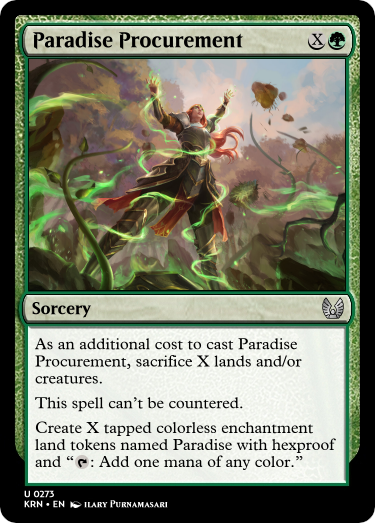 Paradise Procurement X
Sorcery
As an additional cost to cast Paradise
Procurement, sacrifice X lands and/or
creatures.
This spell can't be countered.
Create X tapped colorless enchantment
land tokens named Paradise with hexproof
and “: Add one mana of any color.”
U 0273
KRN • EN ILARY PURNAMASARI